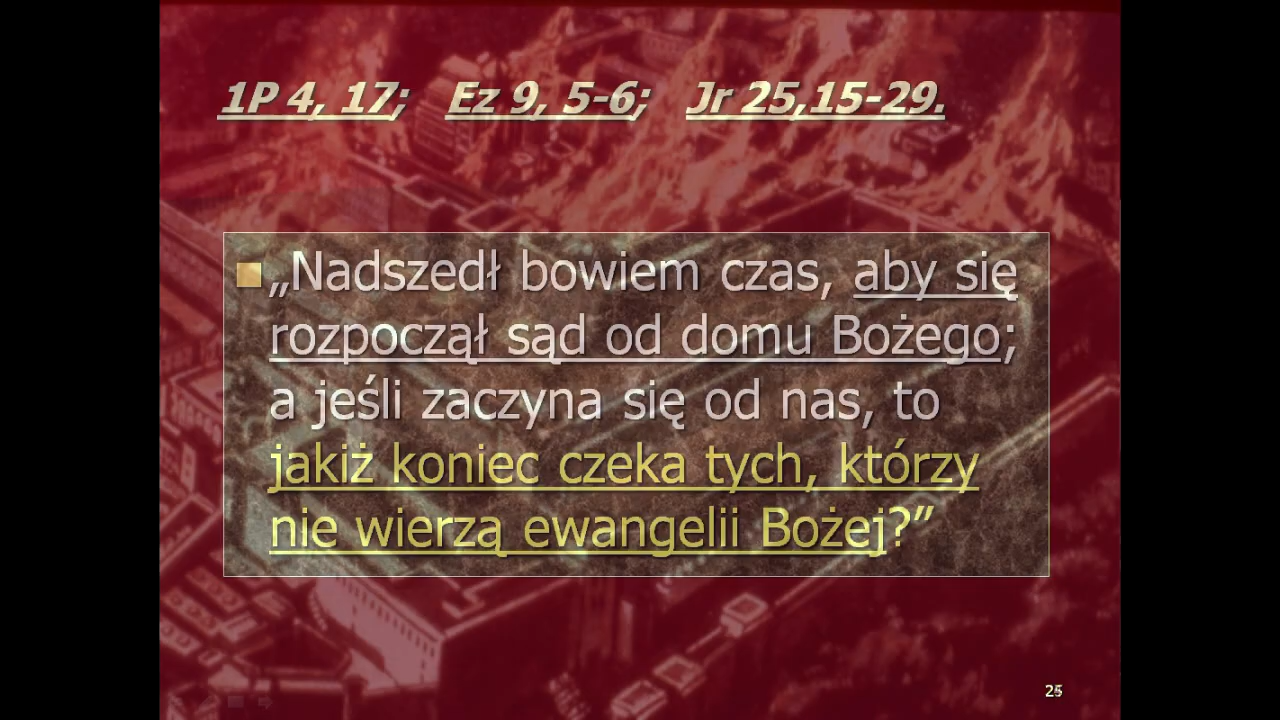 1P 4, 17; Ez 9, 5-6; Jr 25,15-29.
„Nadszedł bowiem czas, aby się
rozpoczął sąd od domu Bożego;
a jeśli zaczyna się od nas, to
jakiż koniec czeka tych, którzy
nie wierzą ewangelii Bożej?”